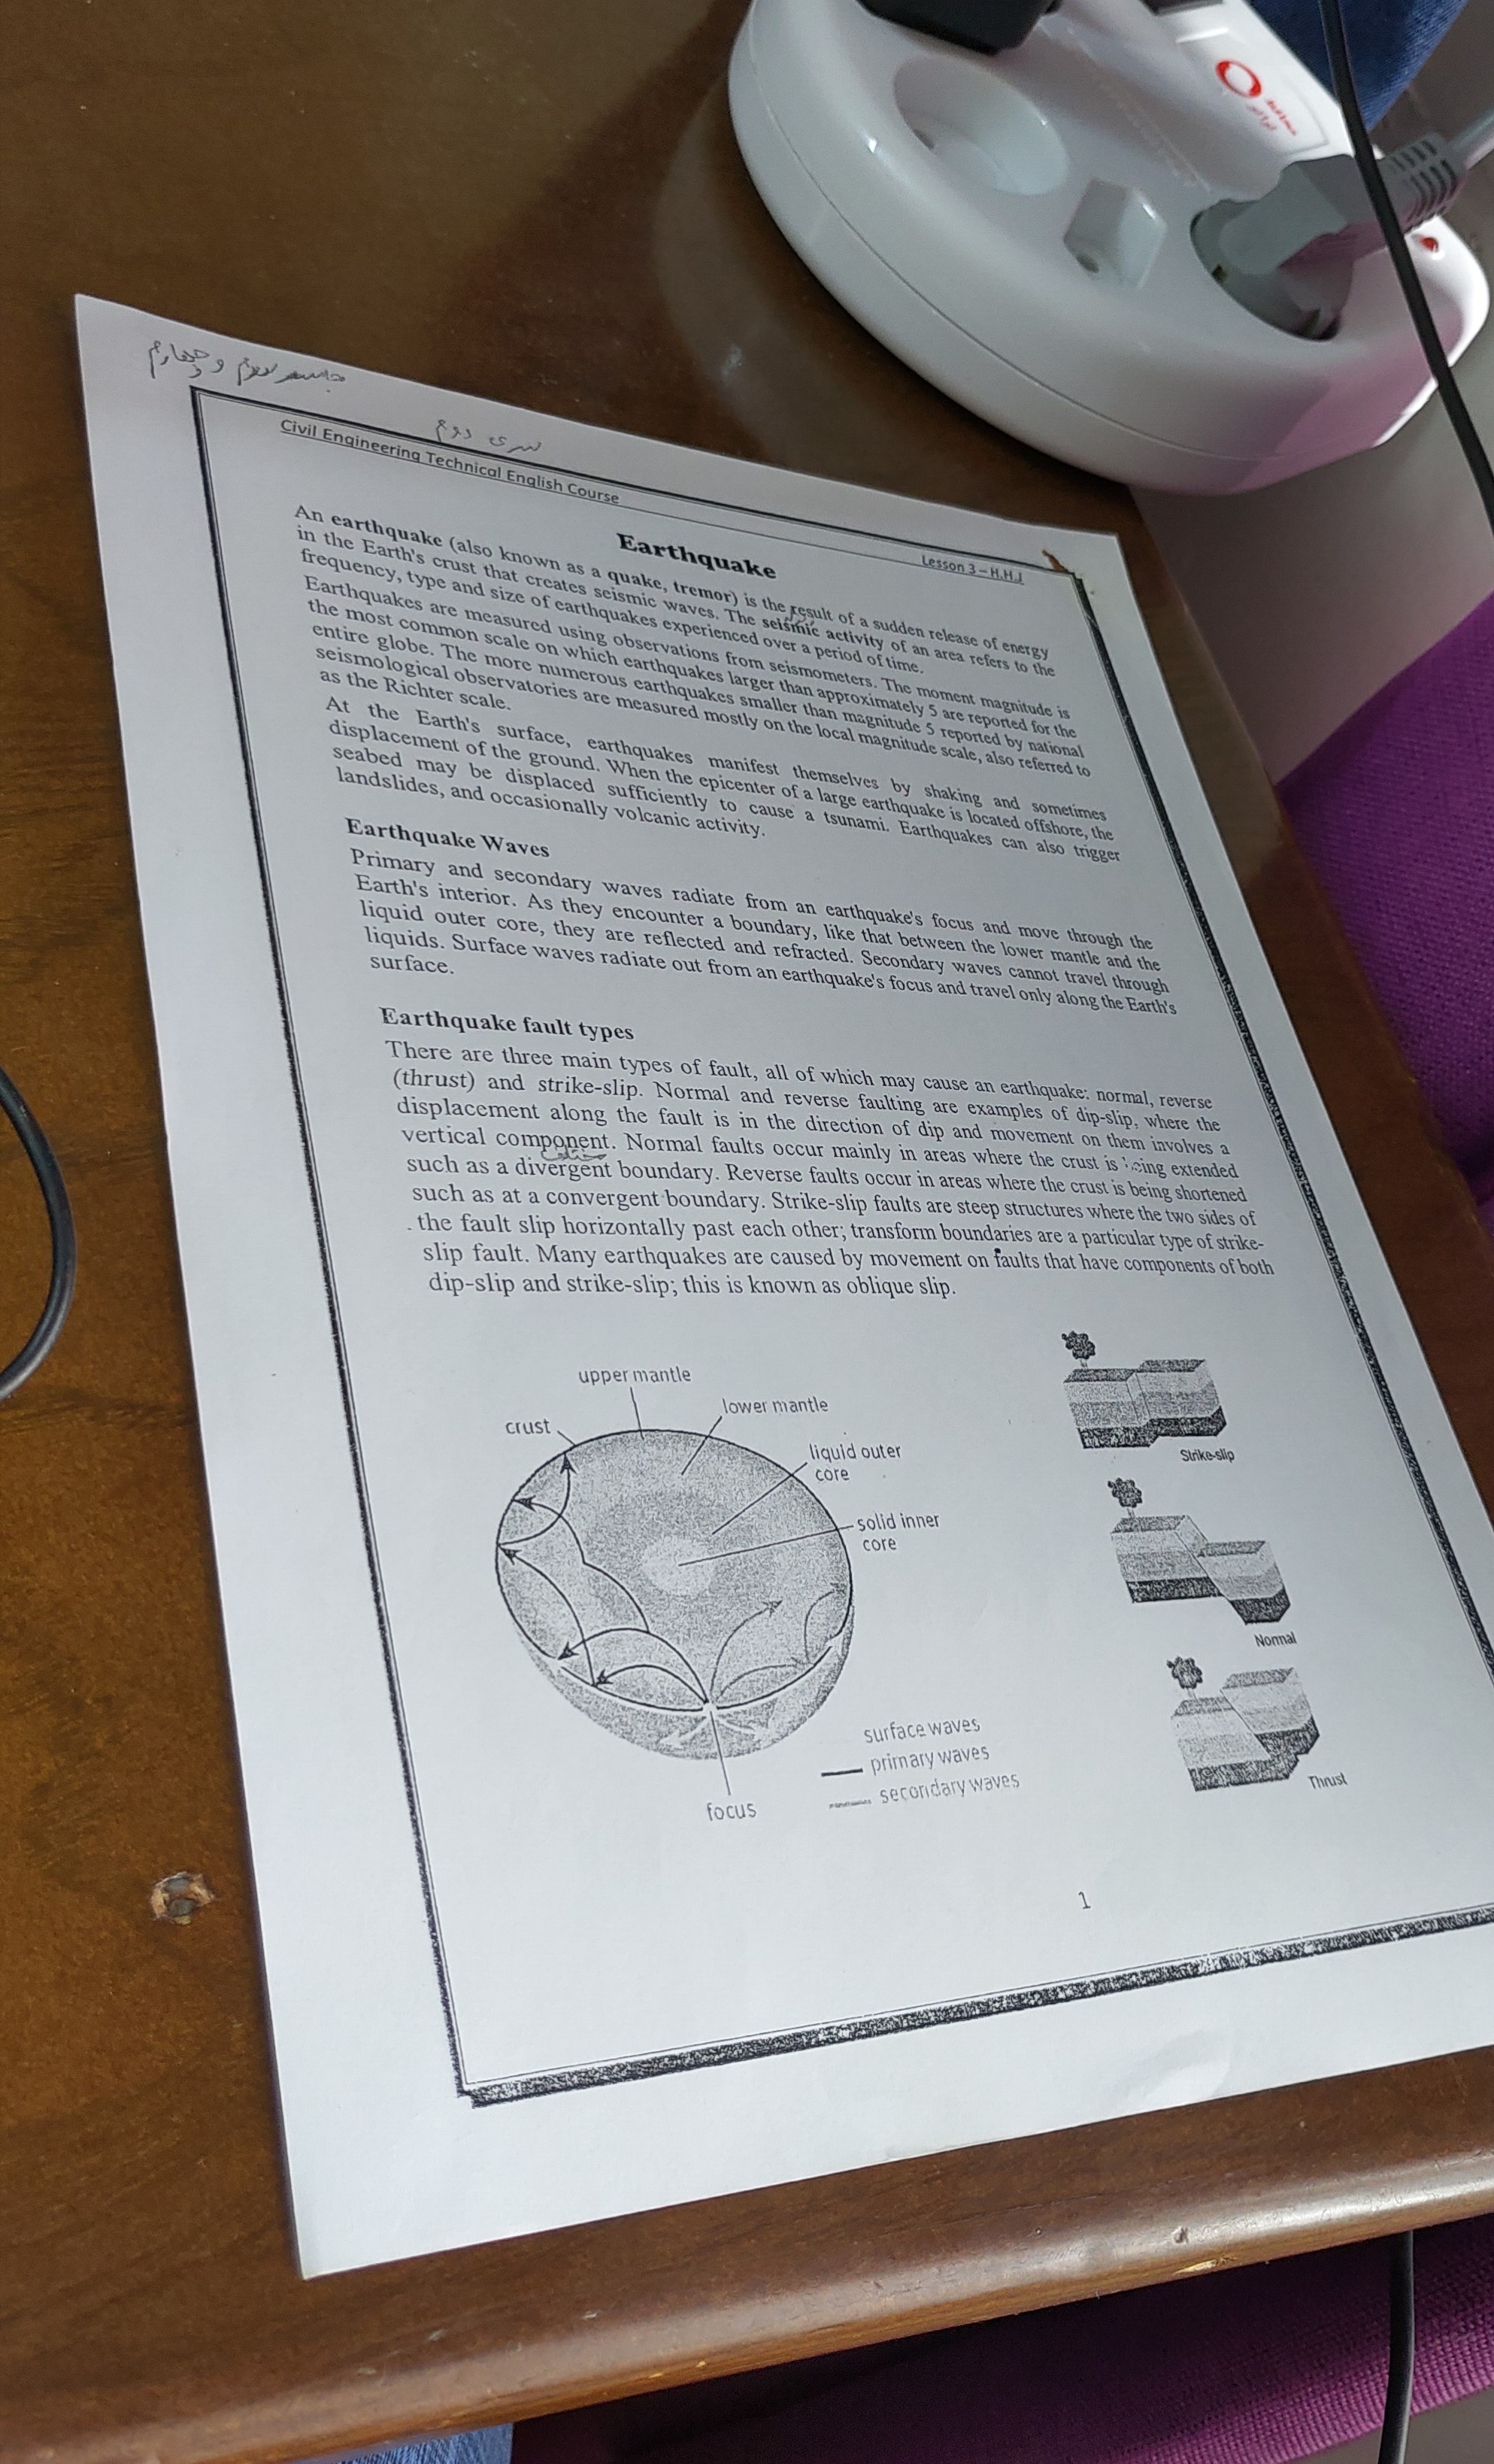 جلسه سوم و چهارم
سری دوم
Civil Engineering Technical English Course
Lesson 3 – H.H.J
Earthquake
An earthquake (also known as a quake, tremor) is the result of a sudden release of energy
in the Earth's crust that creates seismic waves. The seismic activity of an area refers to the
frequency, type and size of earthquakes experienced over a period of time.
Earthquakes are measured using observations from seismometers. The moment magnitude is
the most common scale on which earthquakes larger than approximately 5 are reported for the
entire globe. The more numerous earthquakes smaller than magnitude 5 reported by national
seismological observatories are measured mostly on the local magnitude scale, also referred to
as the Richter scale.
At the Earth's surface, earthquakes manifest themselves by shaking and sometimes
displacement of the ground. When the epicenter of a large earthquake is located offshore, the
seabed may be displaced sufficiently to cause a tsunami. Earthquakes can also trigger
landslides, and occasionally volcanic activity.
Earthquake Waves
Primary and secondary waves radiate from an earthquake's focus and move through the
Earth's interior. As they encounter a boundary, like that between the lower mantle and the
liquid outer core, they are reflected and refracted. Secondary waves cannot travel through
liquids. Surface waves radiate out from an earthquake's focus and travel only along the Earth's
surface.
Earthquake fault types
There are three main types of fault, all of which may cause an earthquake: normal, reverse
(thrust) and strike-slip. Normal and reverse faulting are examples of dip-slip, where the
displacement along the fault is in the direction of dip and movement on them involves a
vertical component. Normal faults occur mainly in areas where the crust is being extended
such as a divergent boundary. Reverse faults occur in areas where the crust is being shortened
such as at a convergent boundary. Strike-slip faults are steep structures where the two sides of
the fault slip horizontally past each other; transform boundaries are a particular type of strike-
slip fault. Many earthquakes are caused by movement on faults that have components of both
dip-slip and strike-slip; this is known as oblique slip.
upper mantle
lower mantle
crust
liquid outer
core
solid inner
core
surface waves
primary waves
secondary waves
focus
Strike-slip
Normal
Thrust
1